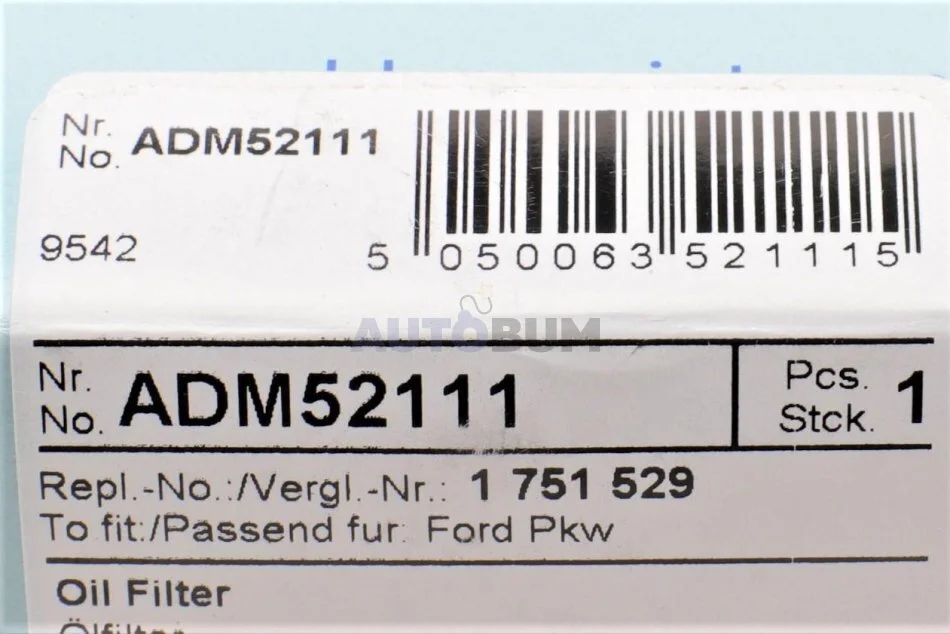 Nr.
No. ADM52111
9542
5 050063 521115
AUTOBUM
Nr.
No. ADM52111
Pcs.
Stck. 1
Repl.-No.:/Vergl.-Nr.: 1 751 529
To fit:/Passend fur: Ford Pkw
Oil Filter
Ölfilter